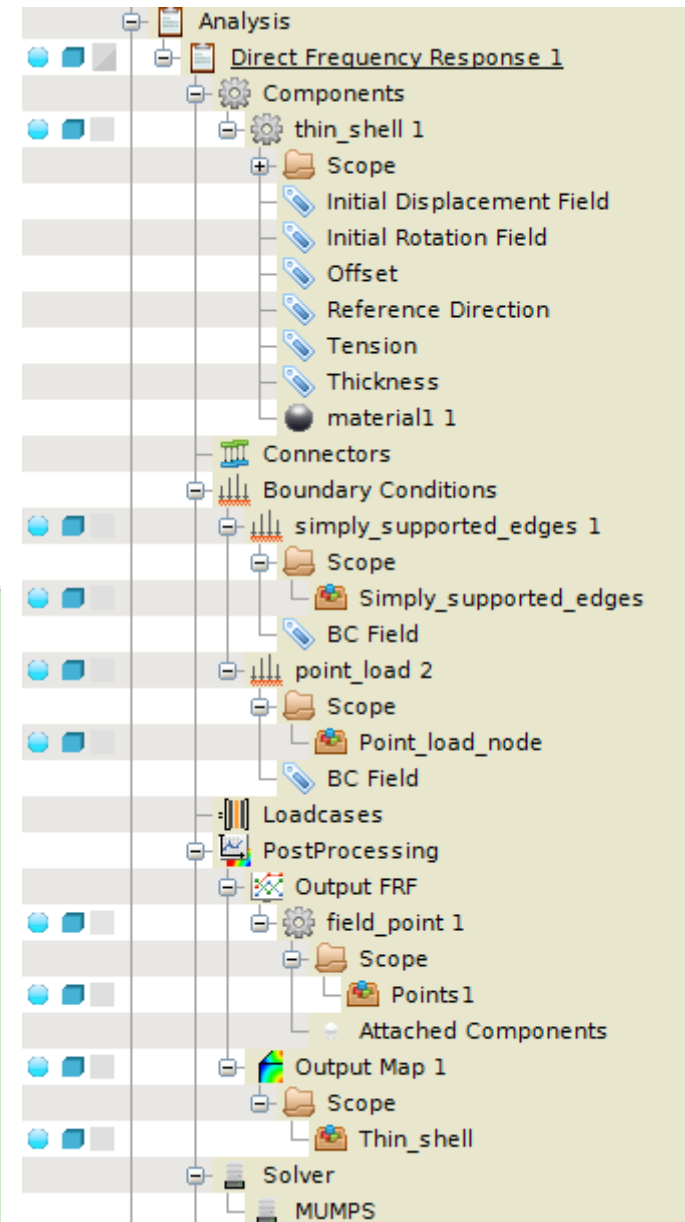 Analysis
Direct Frequency Response 1
Components
thin_shell 1
Scope
Initial Displacement Field
Initial Rotation Field
Offset
Reference Direction
Tension
Thickness
material1 1
Connectors
Boundary Conditions
simply_supported_edges 1
Scope
Simply_supported_edges
BC Field
point_load 2
Scope
Point_load_node
BC Field
Loadcases
PostProcessing
Output FRF
field_point 1
Scope
Points1
Attached Components
Output Map 1
Scope
Thin_shell
Solver
MUMPS